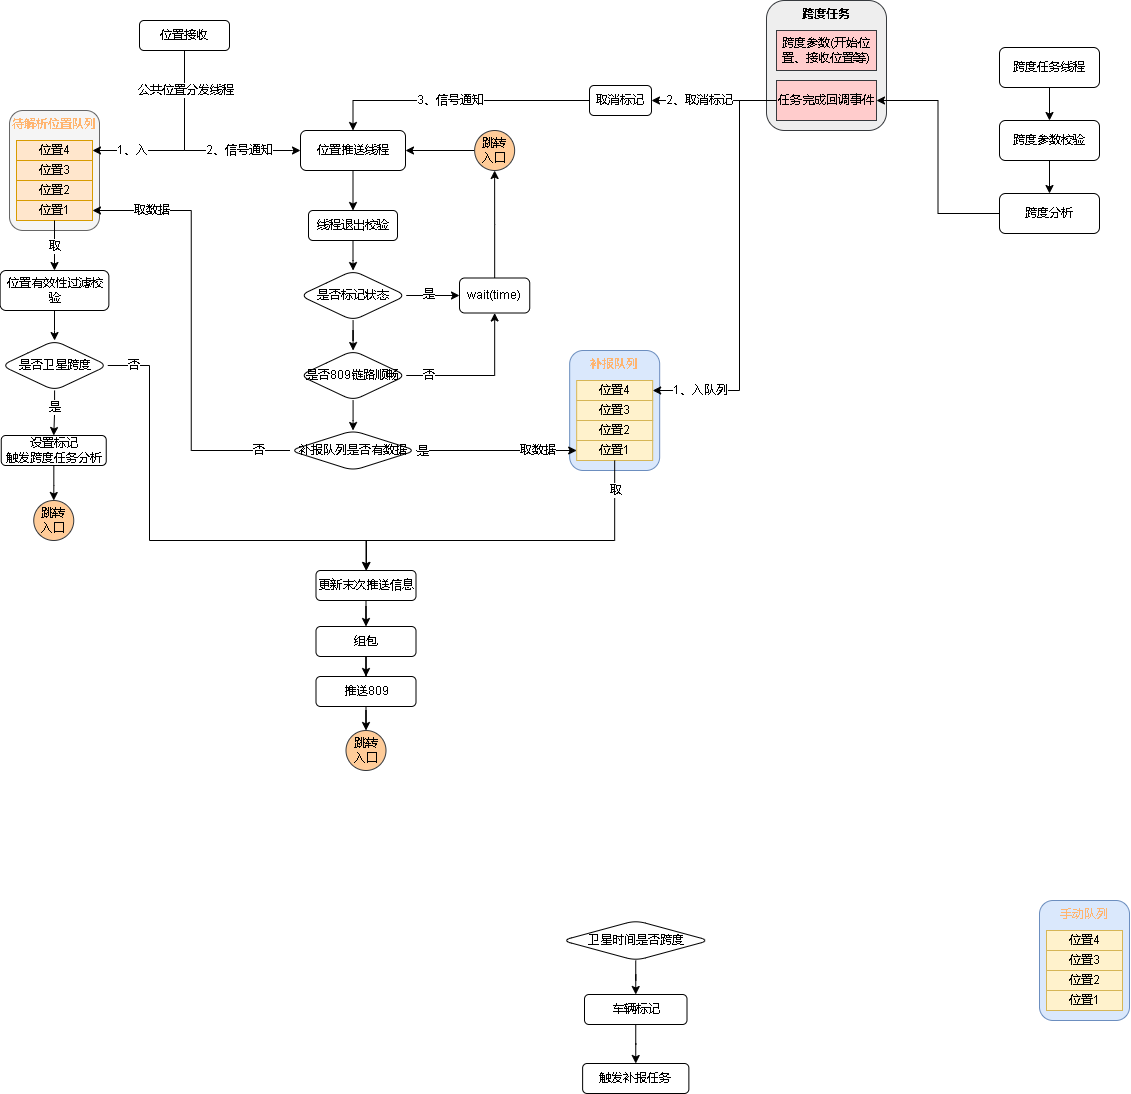 位置接收
公共位置分发线程
待解析位置队列
位置4
位置3
位置2
位置1
1、入
2、信号通知
取数据
取
位置有效性过滤校
验
是否卫星跨度
否
是
设置标记
触发跨度任务分析
跳转
入口
3、信号通知
取消标记
2、取消标记
位置推送线程
跳转
入口
线程退出校验
是否标记状态
是
wait(time)
是否809链路顺畅
否
补报队列是否有数据
否
是
取数据
补报队列
位置4
位置3
位置2
位置1
1、入队列
取
跨度任务
跨度参数(开始位
置、接收位置等)
任务完成回调事件
跨度任务线程
跨度参数校验
跨度分析
更新末次推送信息
组包
推送809
跳转
入口
卫星时间是否跨度
车辆标记
触发补报任务
手动队列
位置4
位置3
位置2
位置1